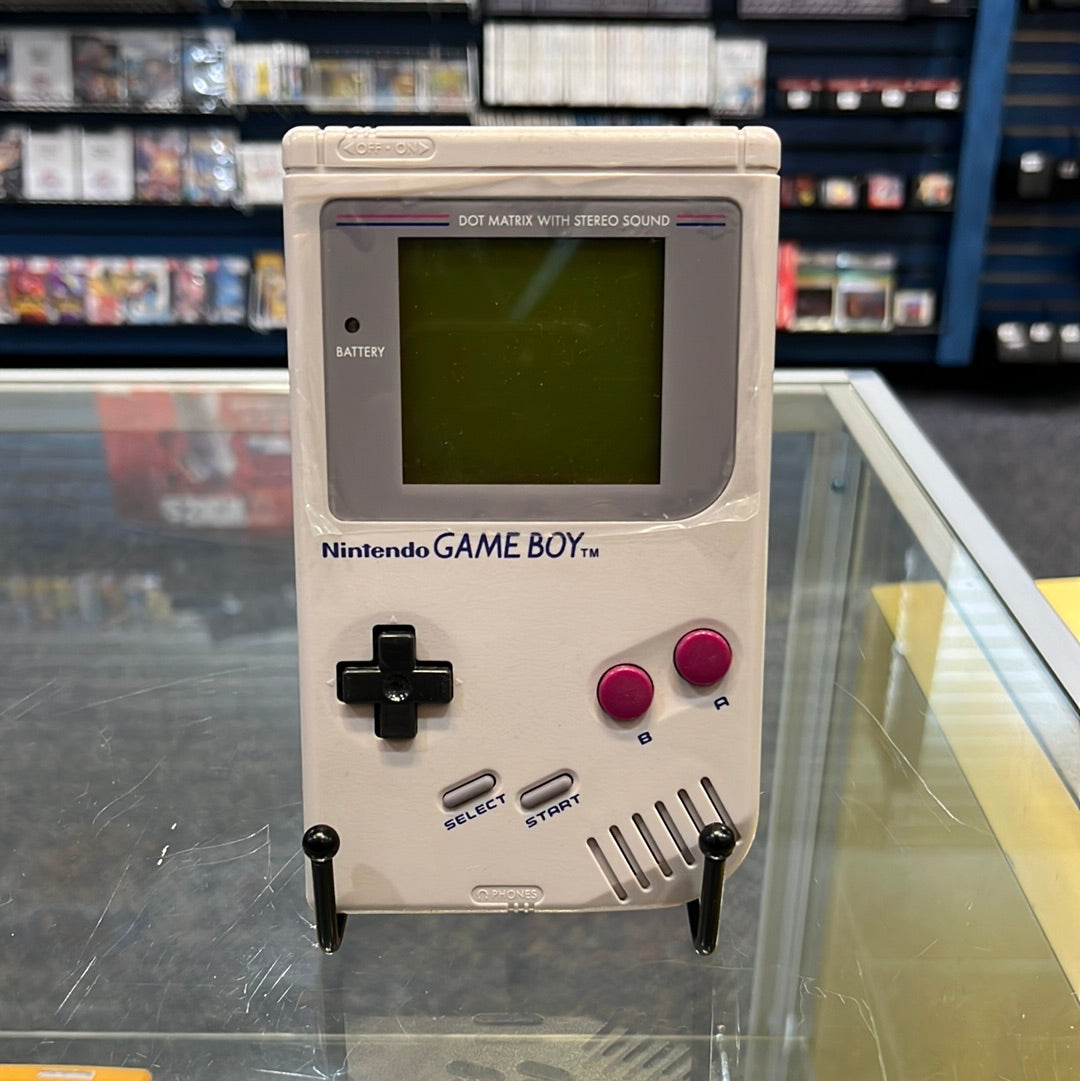 OFF • ON
DOT MATRIX WITH STEREO SOUND
BATTERY
Nintendo GAME BOY™
A
B
SELECT
START
PHONES